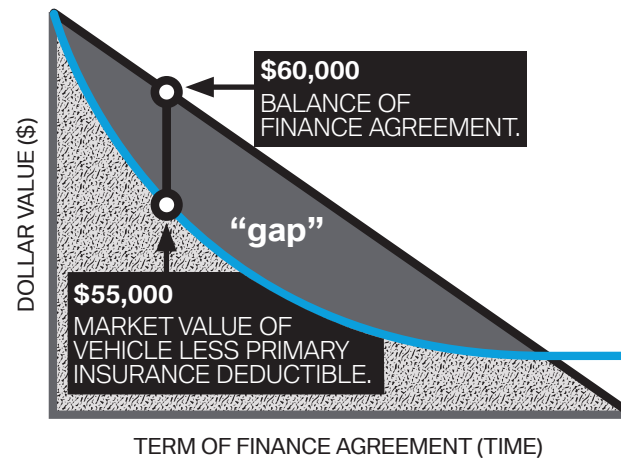 $60,000
BALANCE OF
FINANCE AGREEMENT.
DOLLAR VALUE ($)
“gap”
$55,000
MARKET VALUE OF
VEHICLE LESS PRIMARY
INSURANCE DEDUCTIBLE.
TERM OF FINANCE AGREEMENT (TIME)